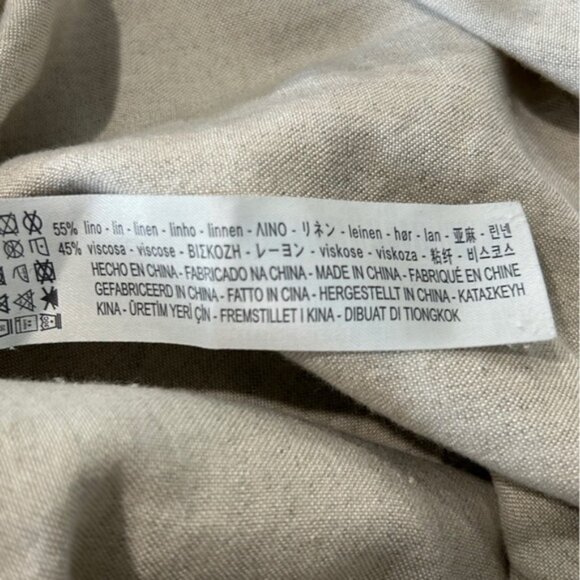 55% lino - lin - linen - linho - linnen - ΛΙΝΟ - リネン - leinen - hør - lan - 亚麻 - 린넨
45% viscosa - viscose - ΒΙΣΚΟΖΗ - レーヨン - viskose - viskoza - 粘纤 - 비스코스
HECHO EN CHINA - FABRICADO NA CHINA - MADE IN CHINA - FABRIQUÉ EN CHINE
GEFABRICEERD IN CHINA - FATTO IN CINA - HERGESTELLT IN CHINA - ΚΑΤΑΣΚΕΥΗ
ΚΙΝΑ - ÜRETİM YERİ ÇİN - FREMSTILLET I KINA - DIBUAT DI TIONGKOK